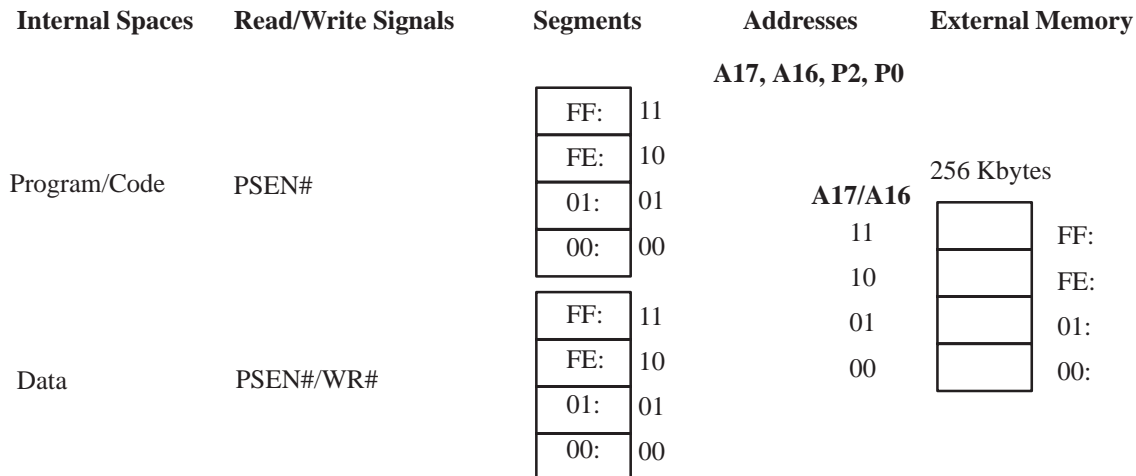 Internal Spaces Read/Write Signals Segments Addresses External Memory
A17, A16, P2, P0
FF: 11
FE: 10
Program/Code PSEN# 01: 01
00: 00
256 Kbytes
A17/A16
11 FF:
10 FE:
01 01:
00 00:
FF: 11
FE: 10
Data PSEN#/WR#
01: 01
00: 00